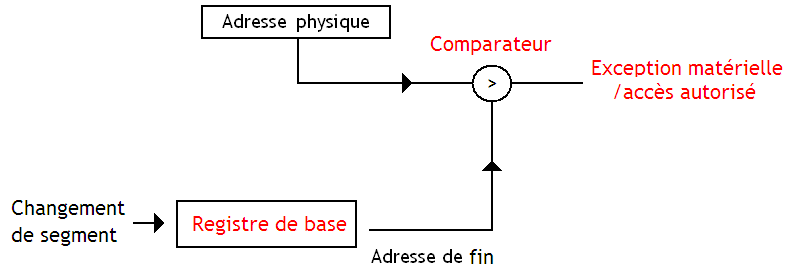 Adresse physique
Comparateur
>
Exception matérielle
/accès autorisé
Changement
de segment
Registre de base
Adresse de fin